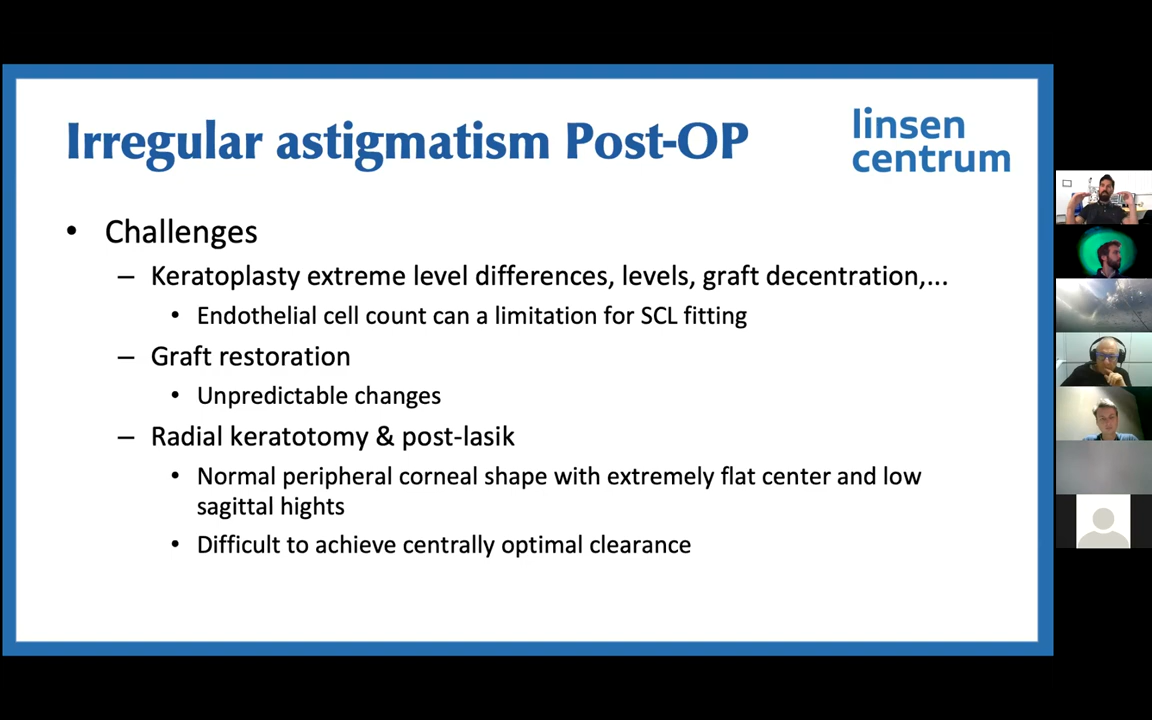 Irregular astigmatism Post-OP
linsen
centrum
• Challenges
– Keratoplasty extreme level differences, levels, graft decentration,...
• Endothelial cell count can a limitation for SCL fitting
– Graft restoration
• Unpredictable changes
– Radial keratotomy & post-lasik
• Normal peripheral corneal shape with extremely flat center and low
sagittal hights
• Difficult to achieve centrally optimal clearance